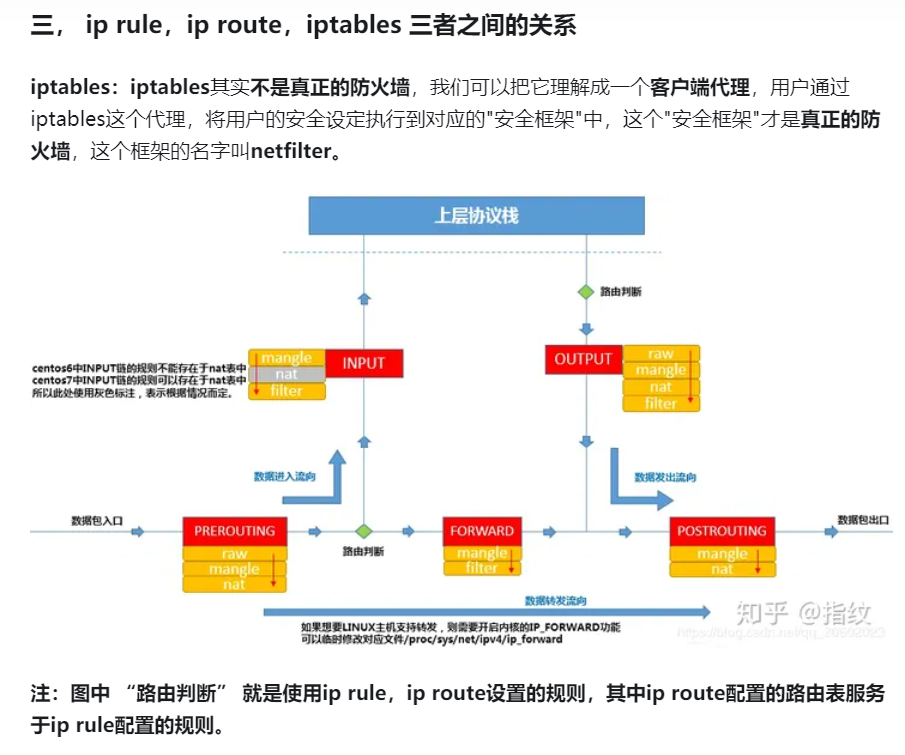 三， ip rule，ip route，iptables 三者之间的关系
iptables：iptables其实不是真正的防火墙，我们可以把它理解成一个客户端代理，用户通过
iptables这个代理，将用户的安全设定执行到对应的"安全框架"中，这个"安全框架"才是真正的防
火墙，这个框架的名字叫netfilter。
上层协议栈
路由判断
centos6中INPUT链的规则不能存在于nat表中
centos7中INPUT链的规则可以存在于nat表中
所以此处使用灰色标注，表示根据情况而定。
mangle
nat
filter
INPUT
OUTPUT
raw
mangle
nat
filter
数据进入流向
数据发出流向
数据包入口
PREROUTING
raw
mangle
nat
路由判断
FORWARD
mangle
filter
POSTROUTING
mangle
nat
数据包出口
数据转发流向
如果想要LINUX主机支持转发，则需要开启内核的IP_FORWARD功能
可以临时修改对应文件/proc/sys/net/ipv4/ip_forward
知乎 @指纹
注：图中 “路由判断” 就是使用ip rule，ip route设置的规则，其中ip route配置的路由表服务
于ip rule配置的规则。